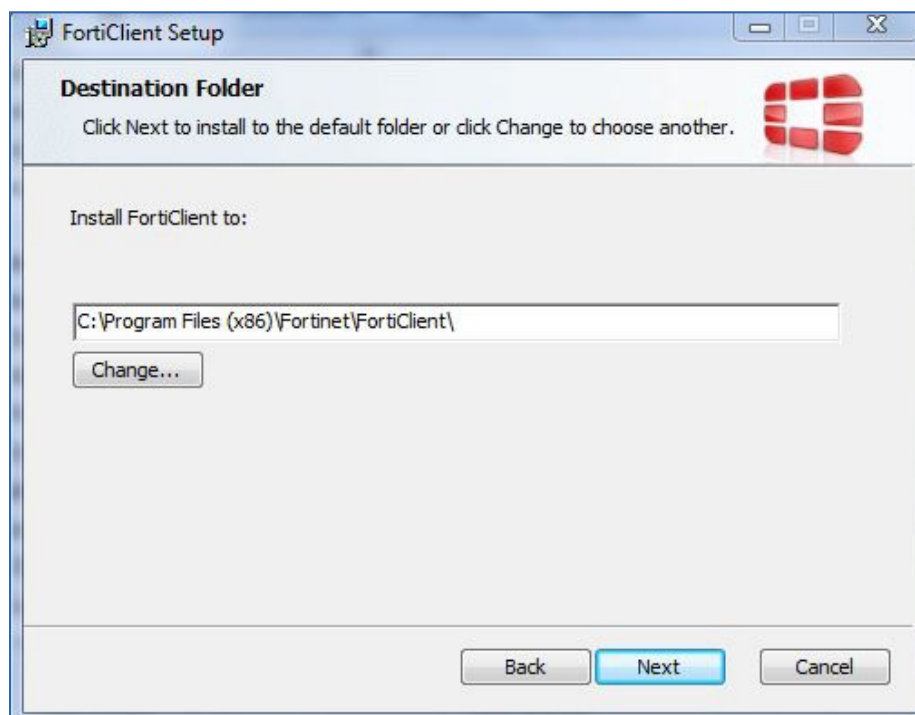 FortiClient Setup
Destination Folder
Click Next to install to the default folder or click Change to choose another.
Install FortiClient to:
C:\Program Files (x86)\Fortinet\FortiClient\
Change...
Back Next Cancel